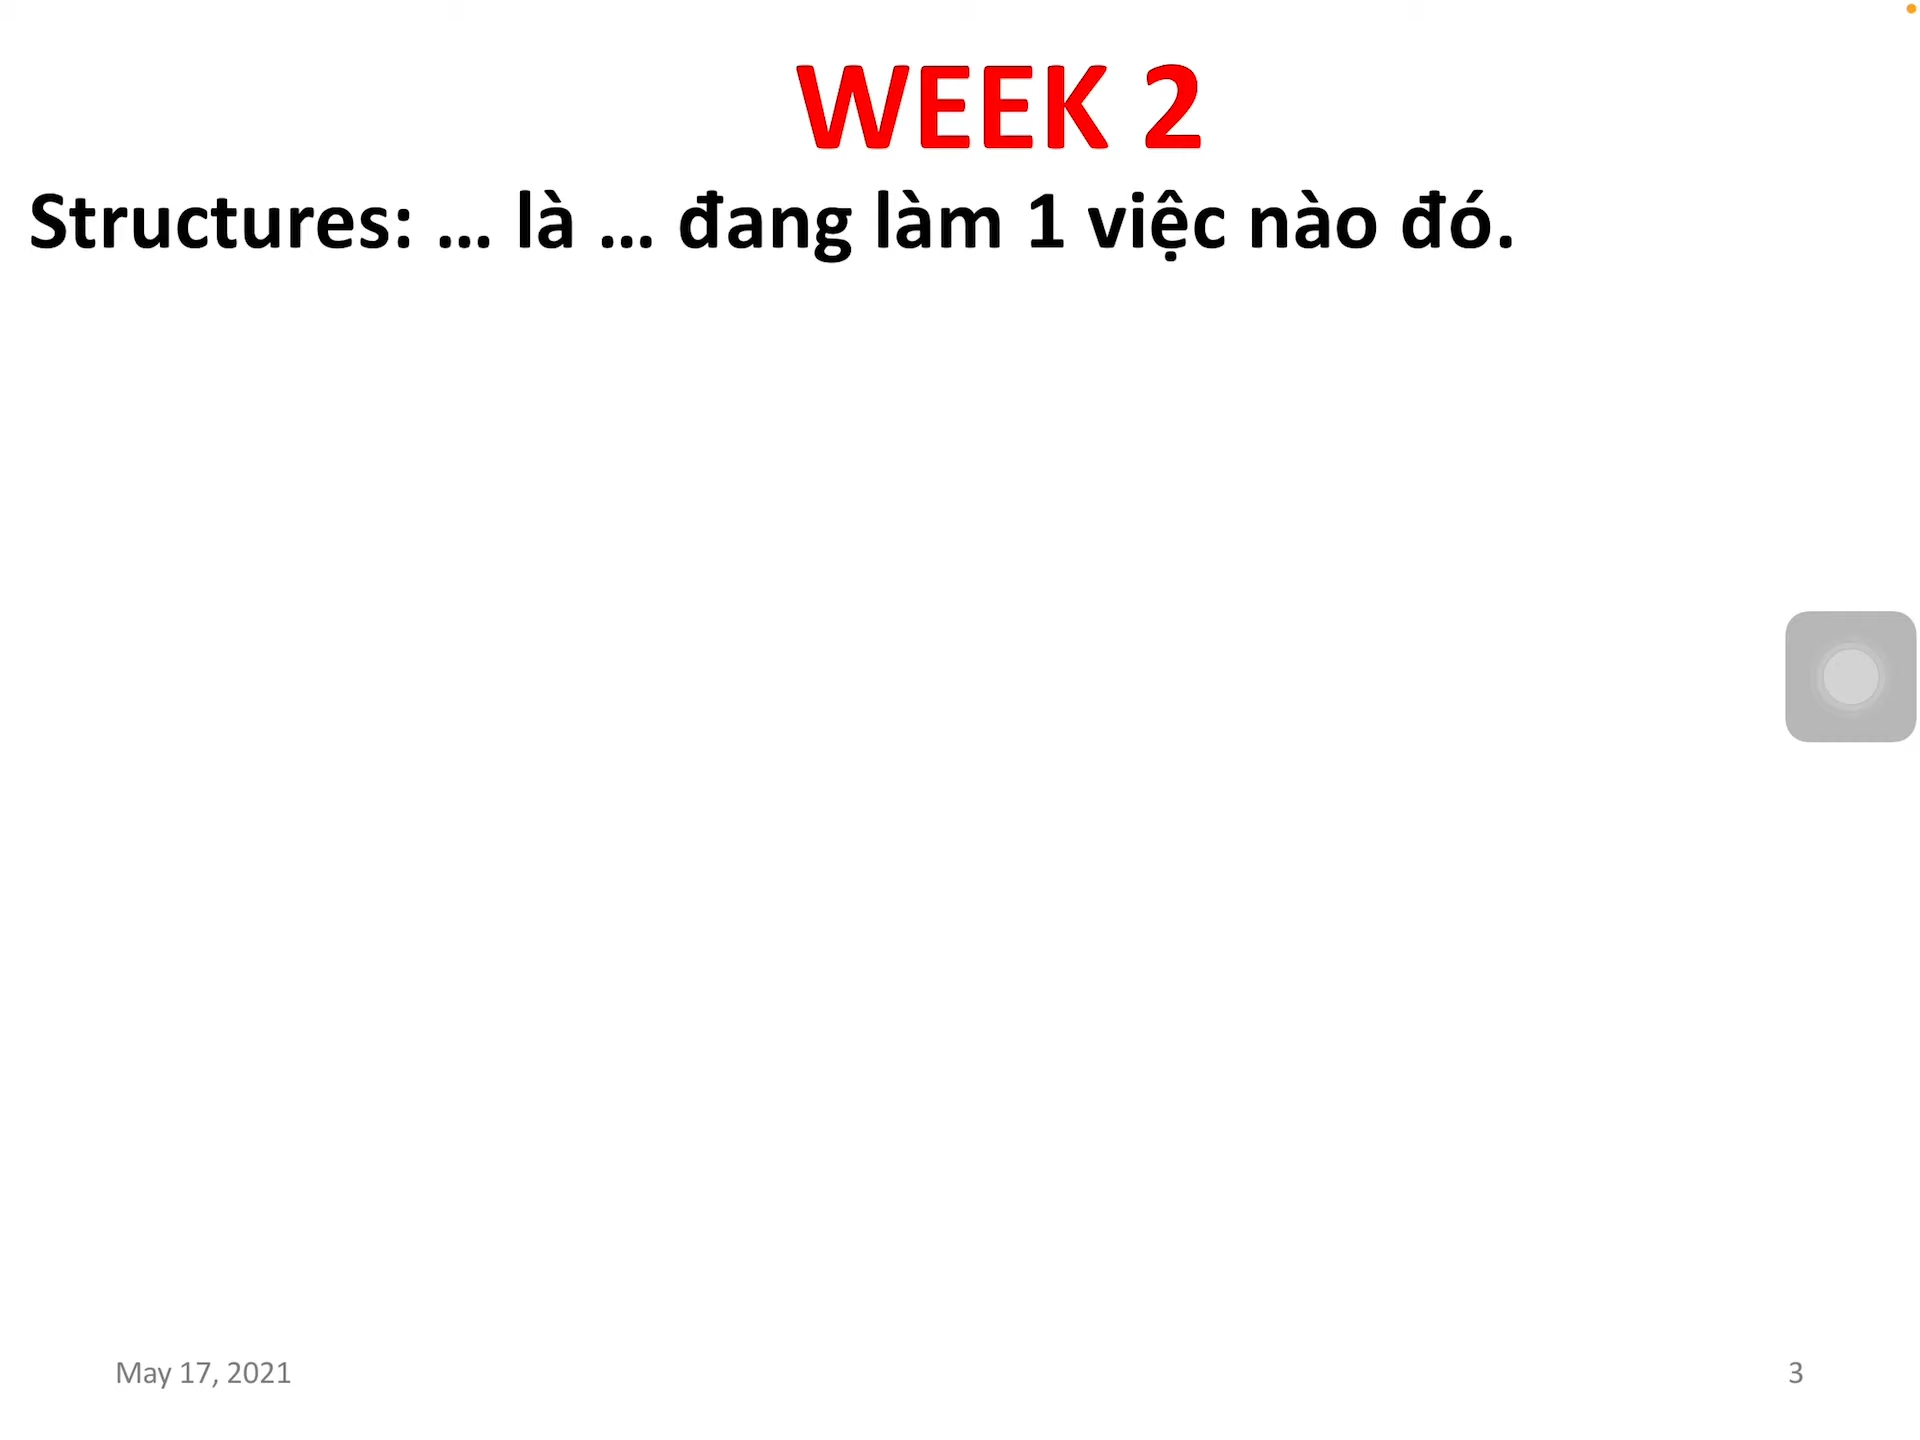 WEEK 2
Structures: ... là ... đang làm 1 việc nào đó.
May 17, 2021
3